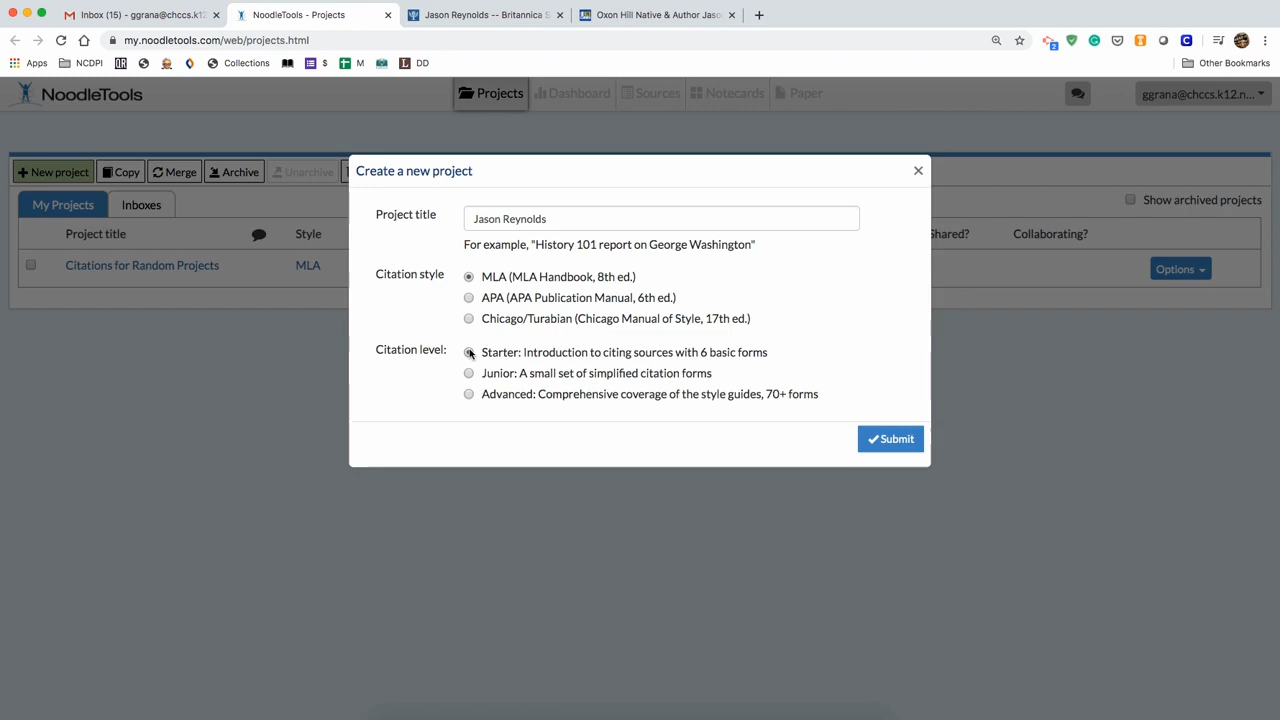 Inbox (15) - ggrana@chccs.k12
NoodleTools - Projects
Jason Reynolds -- Britannica S
Oxon Hill Native & Author Jaso
my.noodletools.com/web/projects.html
2
Apps
NCDPI
Collections
$
M
L DD
Other Bookmarks
NoodleTools
Projects
Dashboard
Sources
Notecards
Paper
ggrana@chccs.k12.n...
Create a new project
New project
Copy
Merge
Archive
Unarchive
My Projects
Inboxes
Show archived projects
Project title
Style
Shared?
Collaborating?
Citations for Random Projects
MLA
Options
Project title
Jason Reynolds
For example, "History 101 report on George Washington"
Citation style
MLA (MLA Handbook, 8th ed.)
APA (APA Publication Manual, 6th ed.)
Chicago/Turabian (Chicago Manual of Style, 17th ed.)
Citation level:
Starter: Introduction to citing sources with 6 basic forms
Junior: A small set of simplified citation forms
Advanced: Comprehensive coverage of the style guides, 70+ forms
Submit